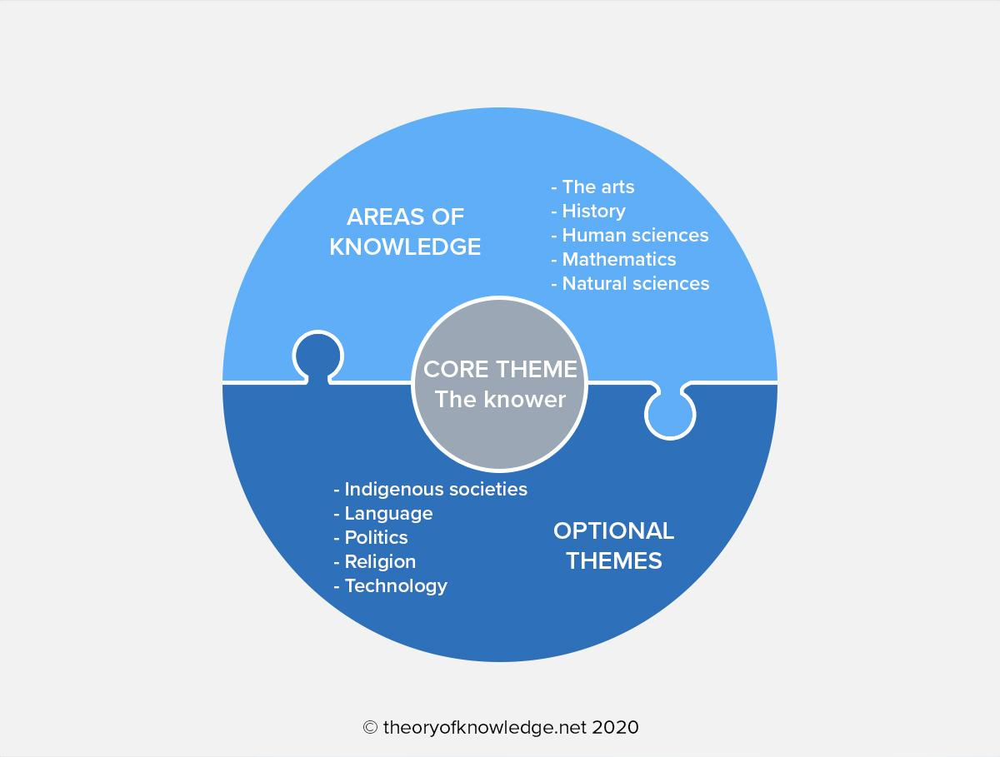 AREAS OF
KNOWLEDGE
- The arts
- History
- Human sciences
- Mathematics
- Natural sciences
CORE THEME
The knower
- Indigenous societies
- Language
- Politics
- Religion
- Technology
OPTIONAL
THEMES
© theoryofknowledge.net 2020